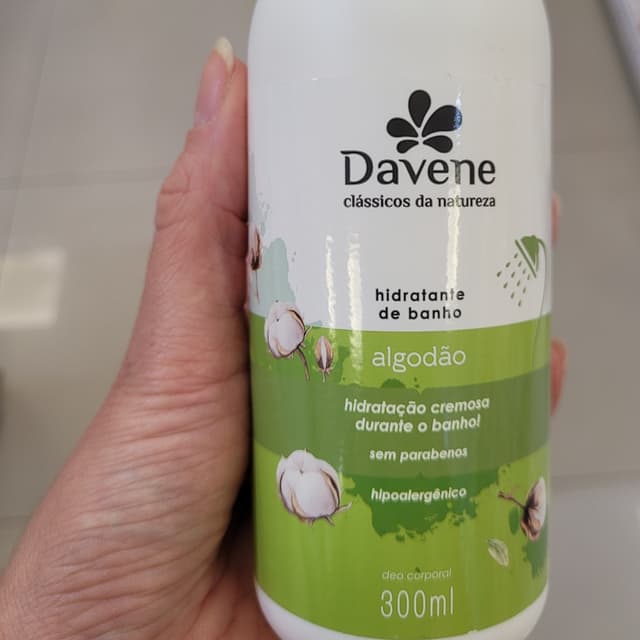 Davene
clássicos da natureza
hidratante
de banho
algodão
hidratação cremosa
durante o banho!
sem parabenos
hipoalergênico
deo corporal
300ml